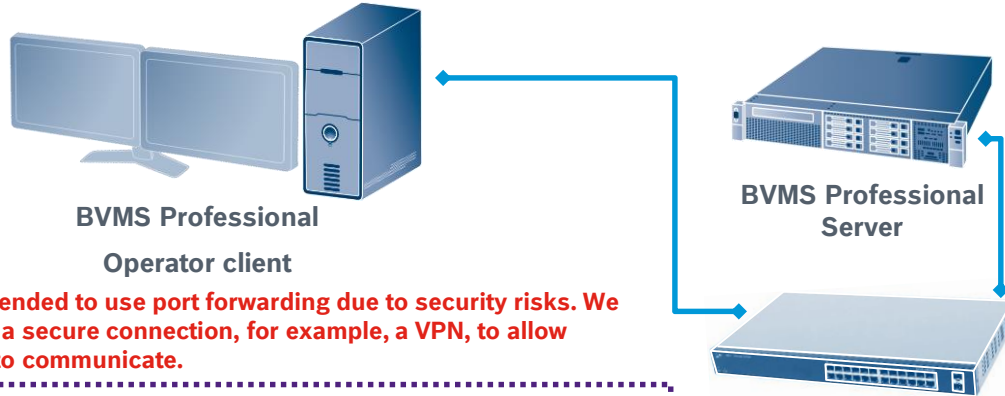 BVMS Professional
Operator client
BVMS Professional
Server
ended to use port forwarding due to security risks. We
a secure connection, for example, a VPN, to allow
to communicate.